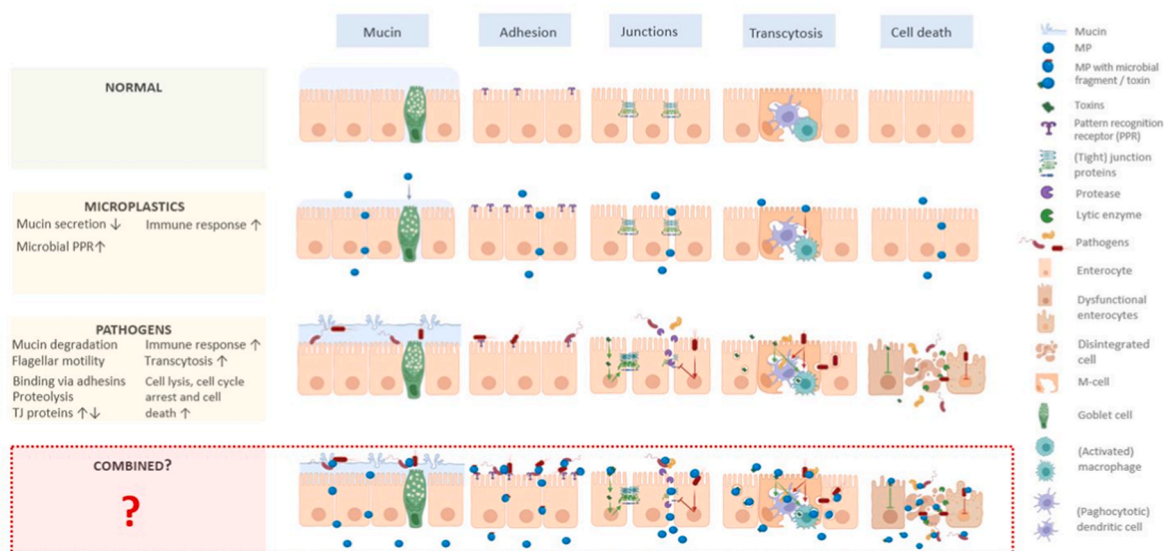 Mucin
Adhesion
Junctions
Transcytosis
Cell death
NORMAL
MICROPLASTICS
Mucin secretion ↓ Immune response ↑
Microbial PPR↑
PATHOGENS
Mucin degradation Immune response ↑
Flagellar motility Transcytosis ↑
Binding via adhesins Cell lysis, cell cycle
Proteolysis arrest and cell
TJ proteins ↑↓ death ↑
COMBINED?
?
Mucin
MP
MP with microbial
fragment / toxin
Toxins
Pattern recognition
receptor (PPR)
(Tight) junction
proteins
Protease
Lytic enzyme
Pathogens
Enterocyte
Dysfunctional
enterocytes
Disintegrated
cell
M-cell
Goblet cell
(Activated)
macrophage
(Paghocytotic)
dendritic cell